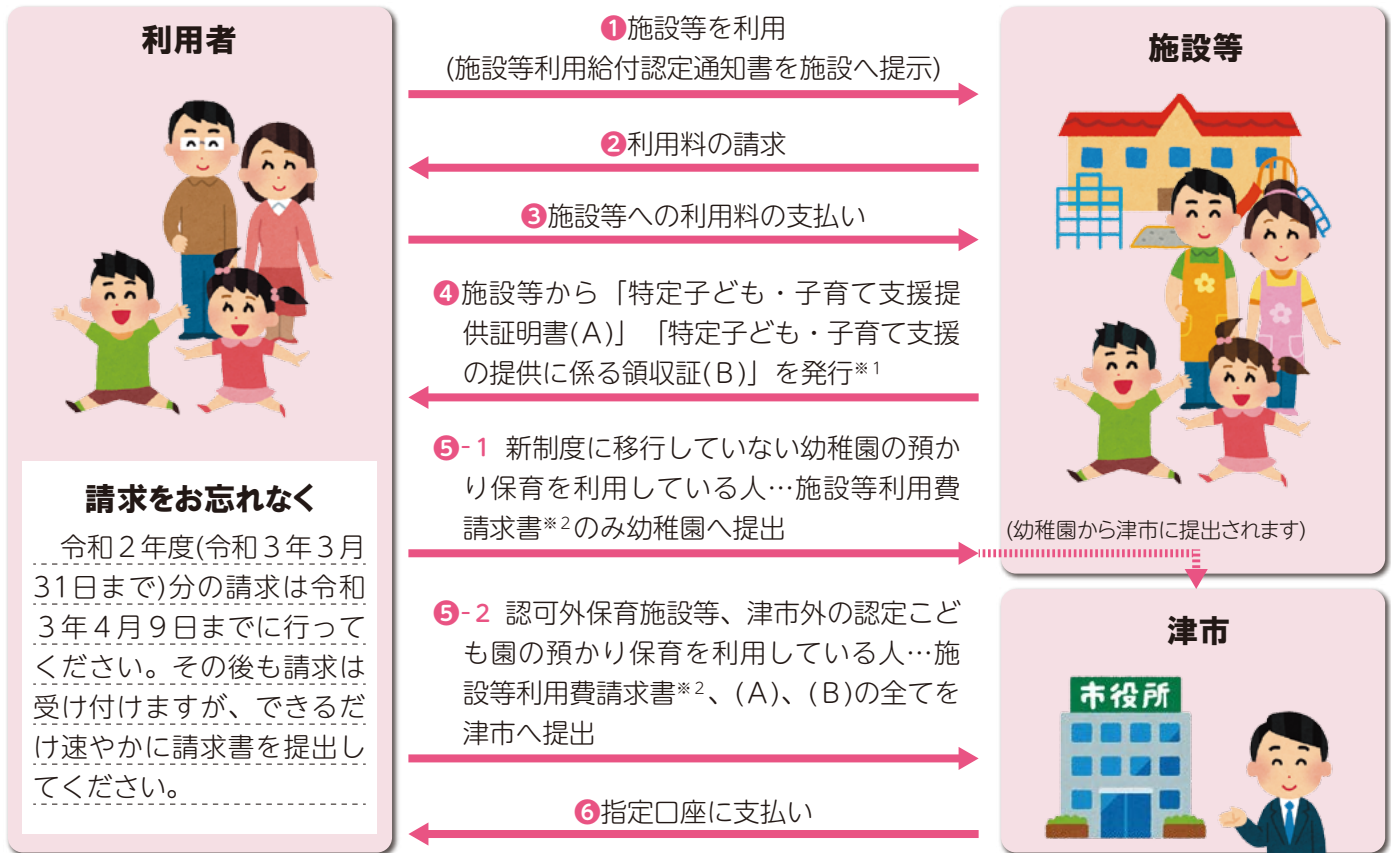 利用者
請求をお忘れなく
令和2年度(令和3年3月
31日まで)分の請求は令和
3年4月9日までに行って
ください。その後も請求は
受け付けますが、できるだ
け速やかに請求書を提出し
てください。
❶施設等を利用
(施設等利用給付認定通知書を施設へ提示)
❷利用料の請求
❸施設等への利用料の支払い
❹施設等から「特定子ども・子育て支援提
供証明書(A)」「特定子ども・子育て支援
の提供に係る領収証(B)」を発行※1
❺-1 新制度に移行していない幼稚園の預か
り保育を利用している人…施設等利用費
請求書※2のみ幼稚園へ提出
❺-2 認可外保育施設等、津市外の認定こど
も園の預かり保育を利用している人…施
設等利用費請求書※2、(A)、(B)の全てを
津市へ提出
❻指定口座に支払い
施設等
(幼稚園から津市に提出されます)
津市
市役所